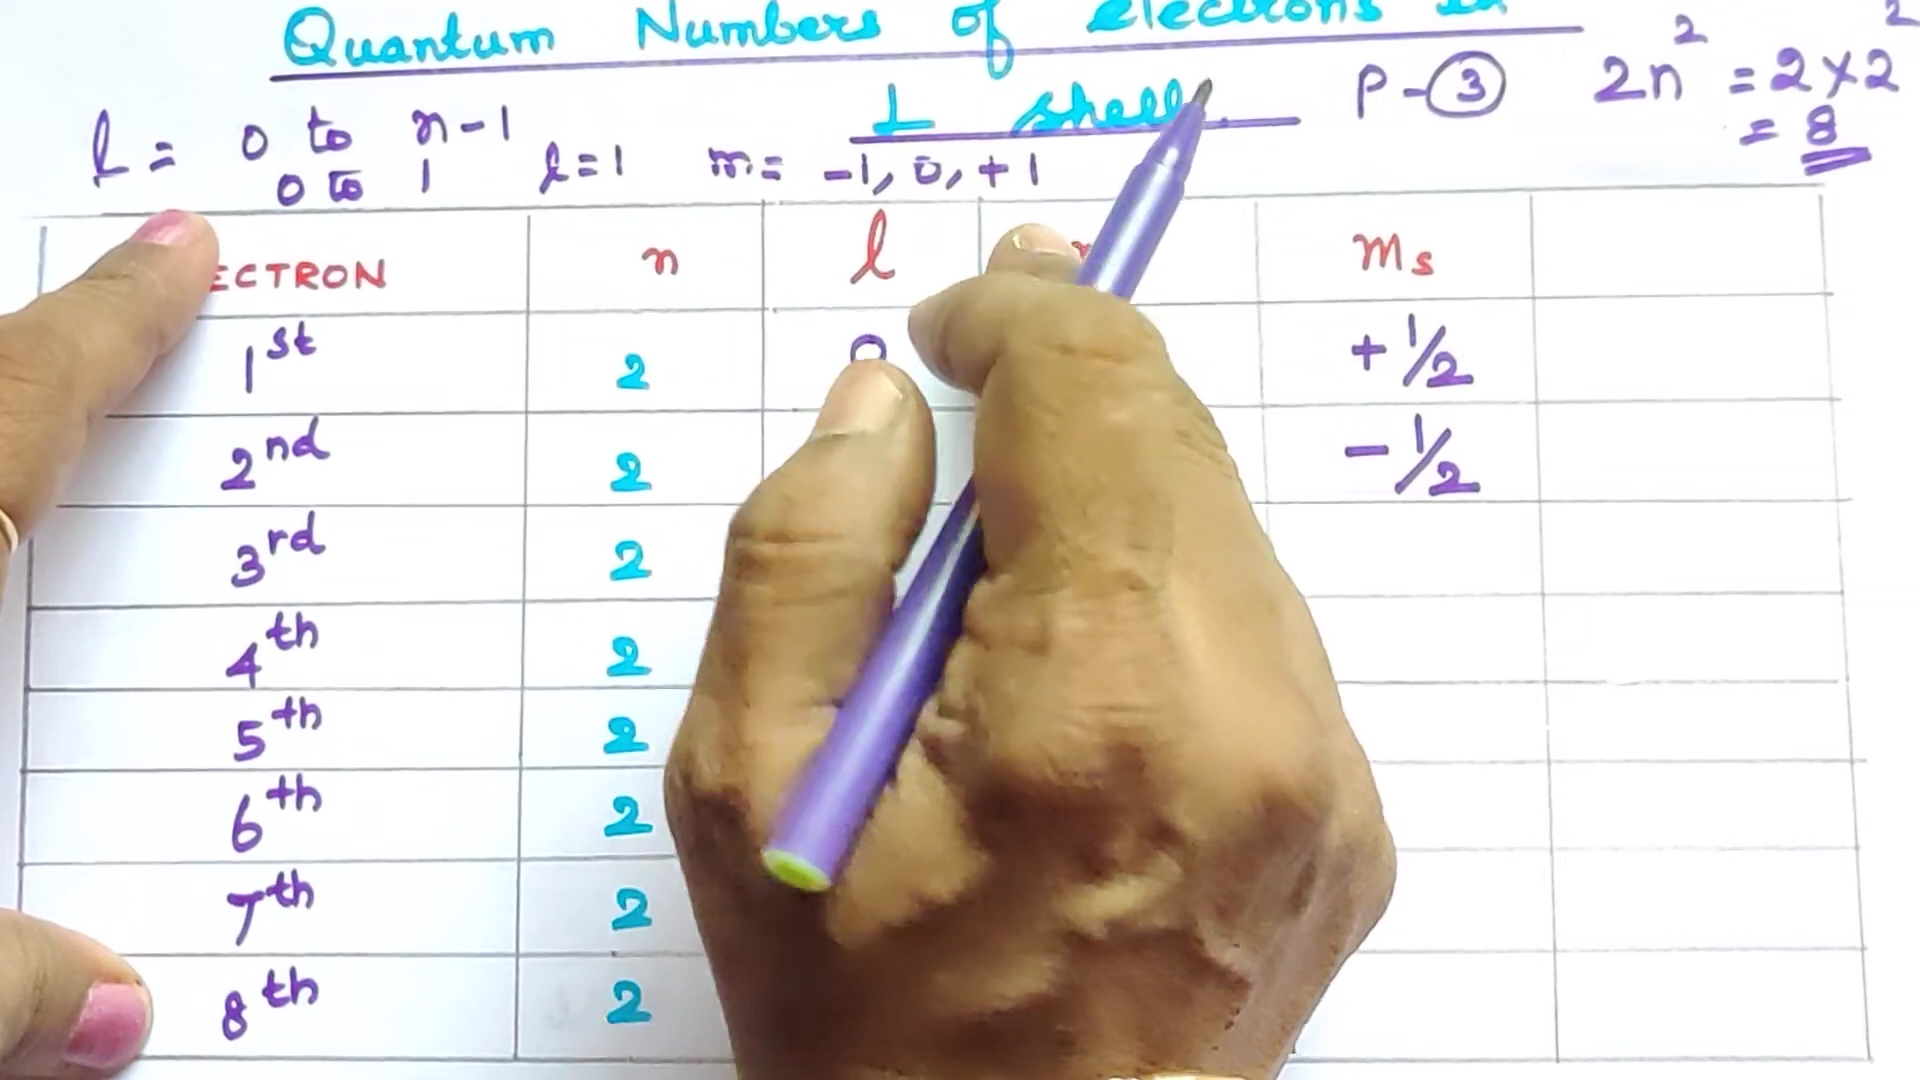 Quantum Numbers of electrons in
L shell P-③ 2n² = 2×2²
= 8
l = 0 to n-1
0 to 1 l=1 m= -1, 0, +1
ECTRON n l ms
1st 2 0 +1/2
2nd 2 -1/2
3rd 2
4th 2
5th 2
6th 2
7th 2
8th 2